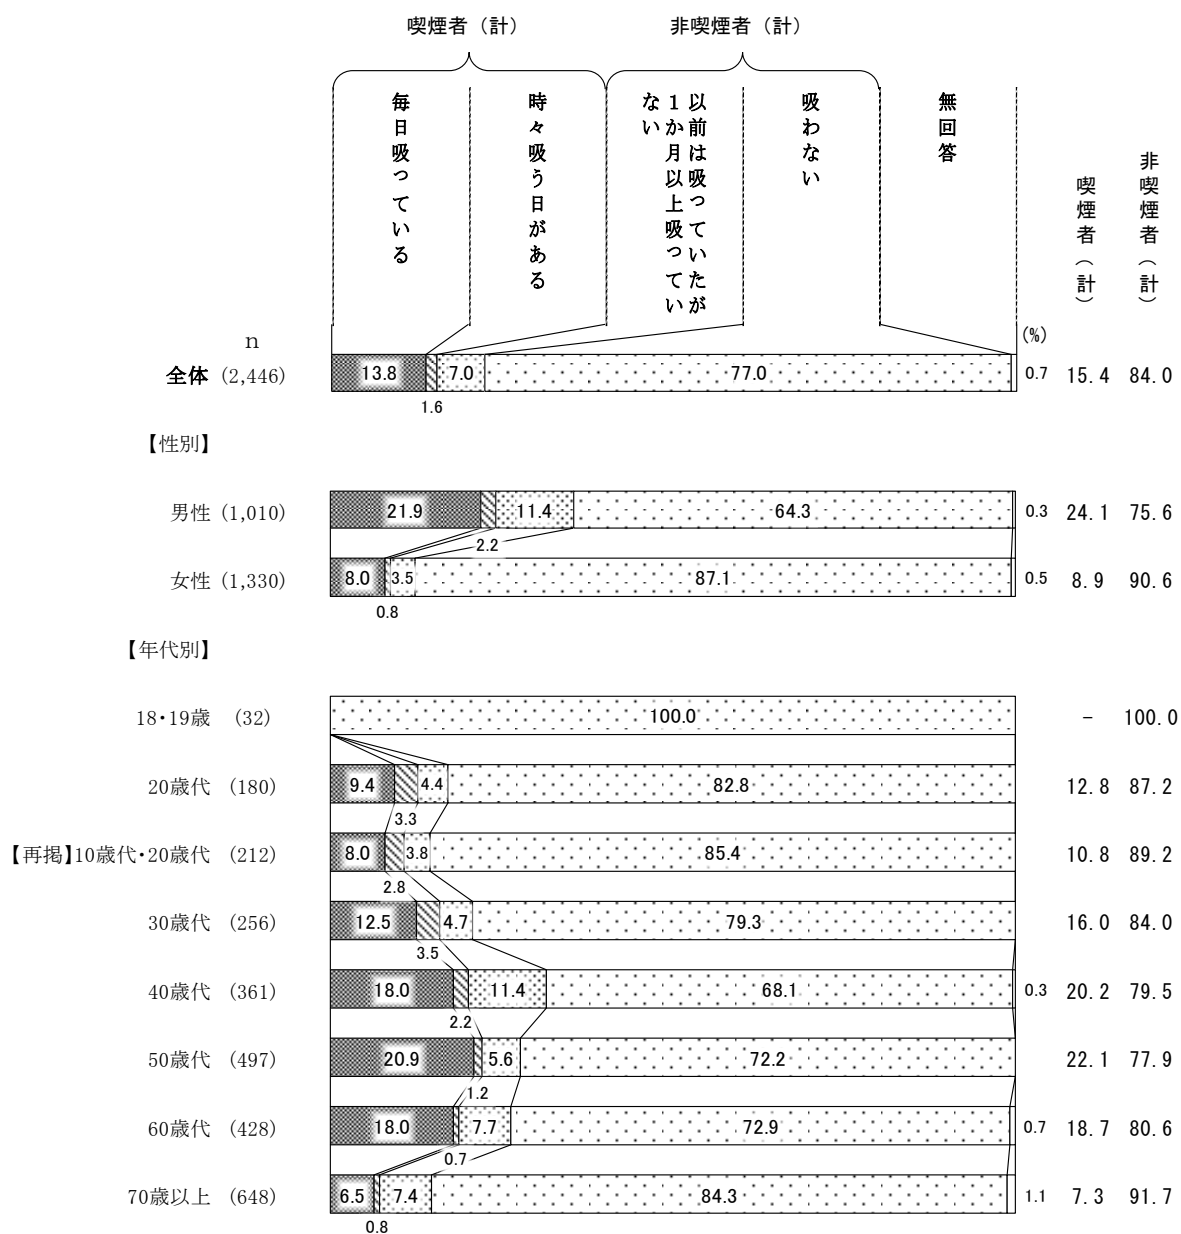 喫煙者（計）
非喫煙者（計）
毎日吸っている
時々吸う日がある
以前は吸っていたが
１か月以上吸ってい
ない
吸わない
無回答
喫煙者（計）
非喫煙者（計）
n
(%)
全体 (2,446) 13.8 7.0 77.0 0.7 15.4 84.0
1.6
【性別】
男性 (1,010) 21.9 11.4 64.3 0.3 24.1 75.6
2.2
女性 (1,330) 8.0 3.5 87.1 0.5 8.9 90.6
0.8
【年代別】
18・19歳 (32) 100.0 - 100.0
20歳代 (180) 9.4 4.4 82.8 12.8 87.2
3.3
【再掲】10歳代・20歳代 (212) 8.0 3.8 85.4 10.8 89.2
2.8
30歳代 (256) 12.5 4.7 79.3 16.0 84.0
3.5
40歳代 (361) 18.0 11.4 68.1 0.3 20.2 79.5
2.2
50歳代 (497) 20.9 5.6 72.2 22.1 77.9
1.2
60歳代 (428) 18.0 7.7 72.9 0.7 18.7 80.6
0.7
70歳以上 (648) 6.5 7.4 84.3 1.1 7.3 91.7
0.8